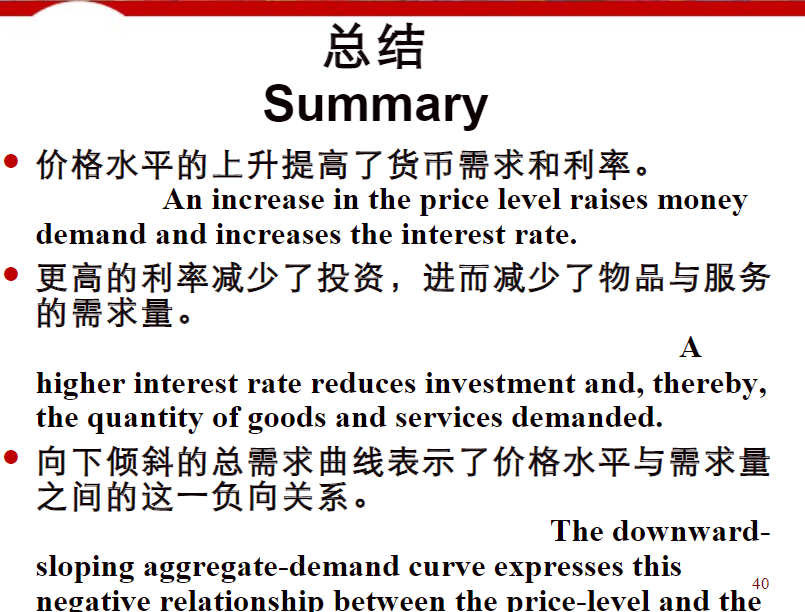 总结
Summary
价格水平的上升提高了货币需求和利率。
An increase in the price level raises money
demand and increases the interest rate.
更高的利率减少了投资，进而减少了物品与服务
的需求量。
A
higher interest rate reduces investment and, thereby,
the quantity of goods and services demanded.
向下倾斜的总需求曲线表示了价格水平与需求量
之间的这一负向关系。
The downward-
sloping aggregate-demand curve expresses this
negative relationship between the price-level and the
40